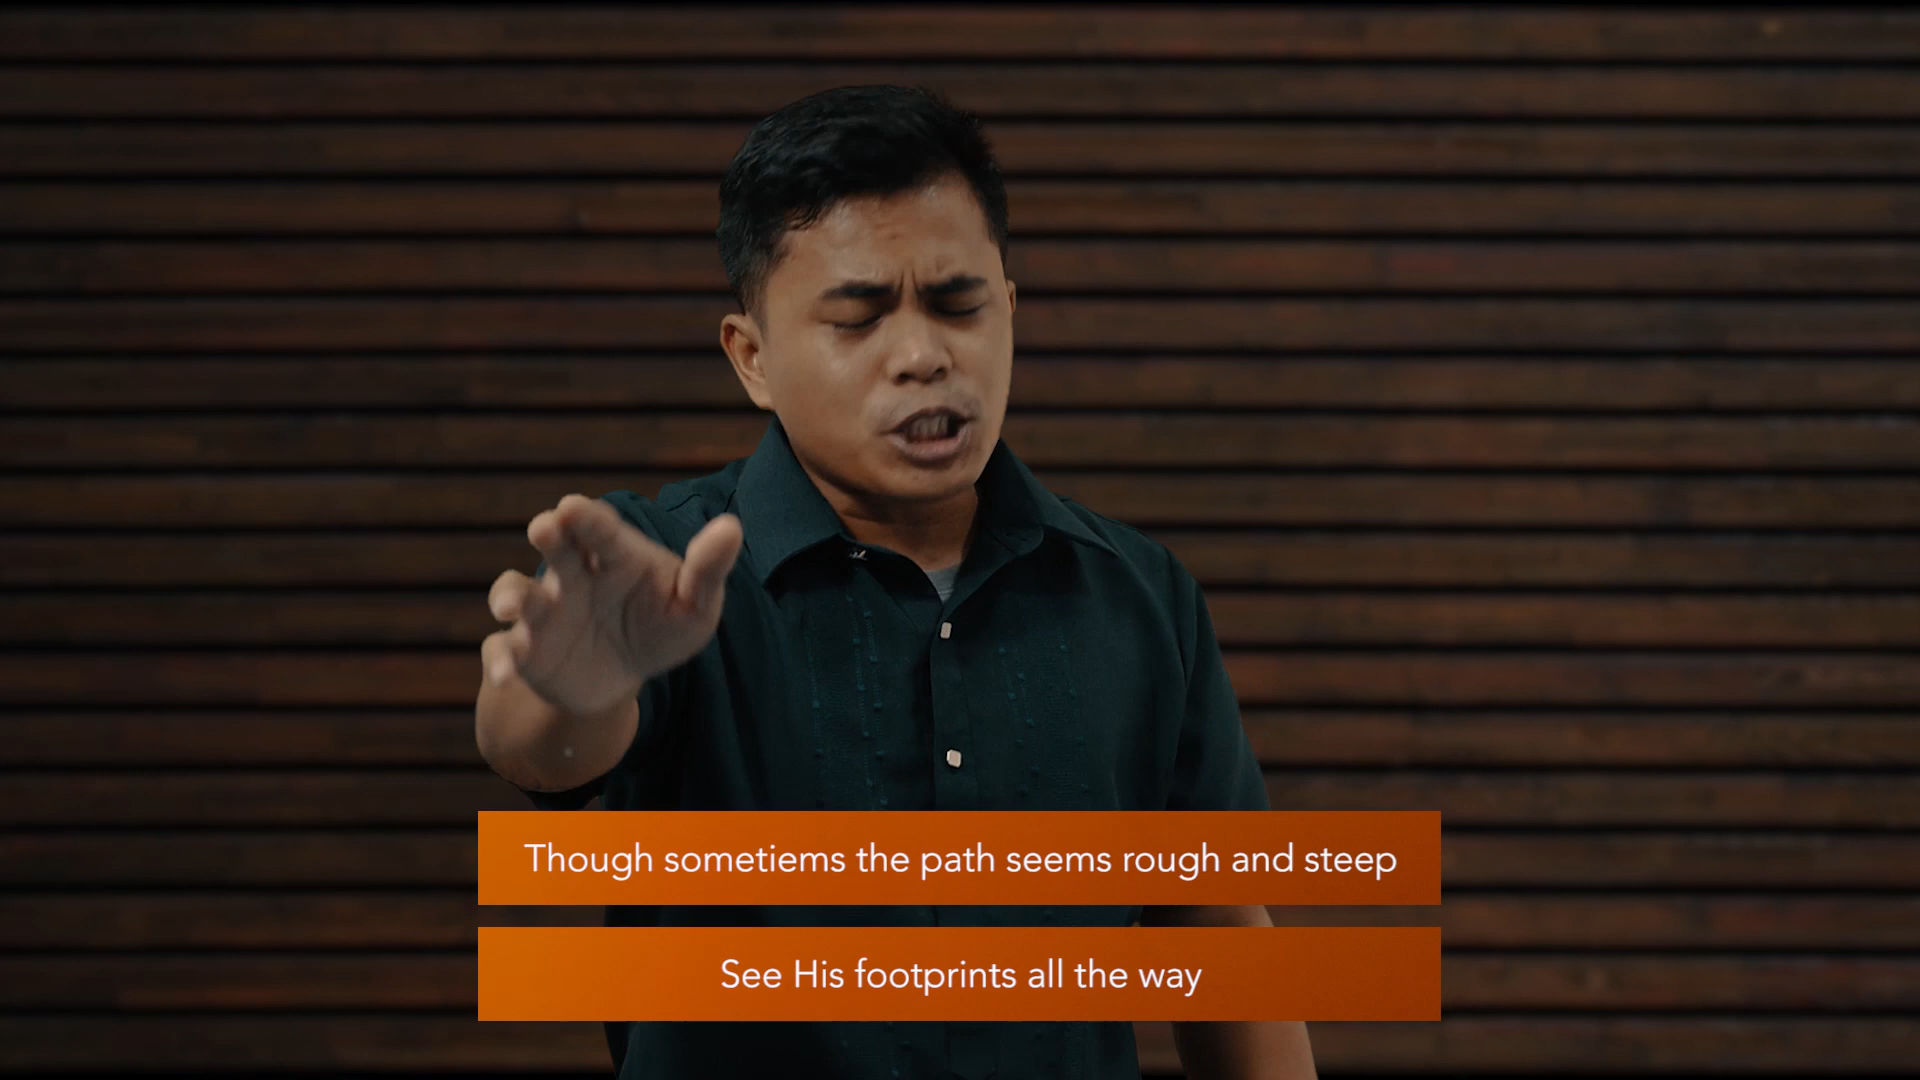 Though sometiems the path seems rough and steep
See His footprints all the way